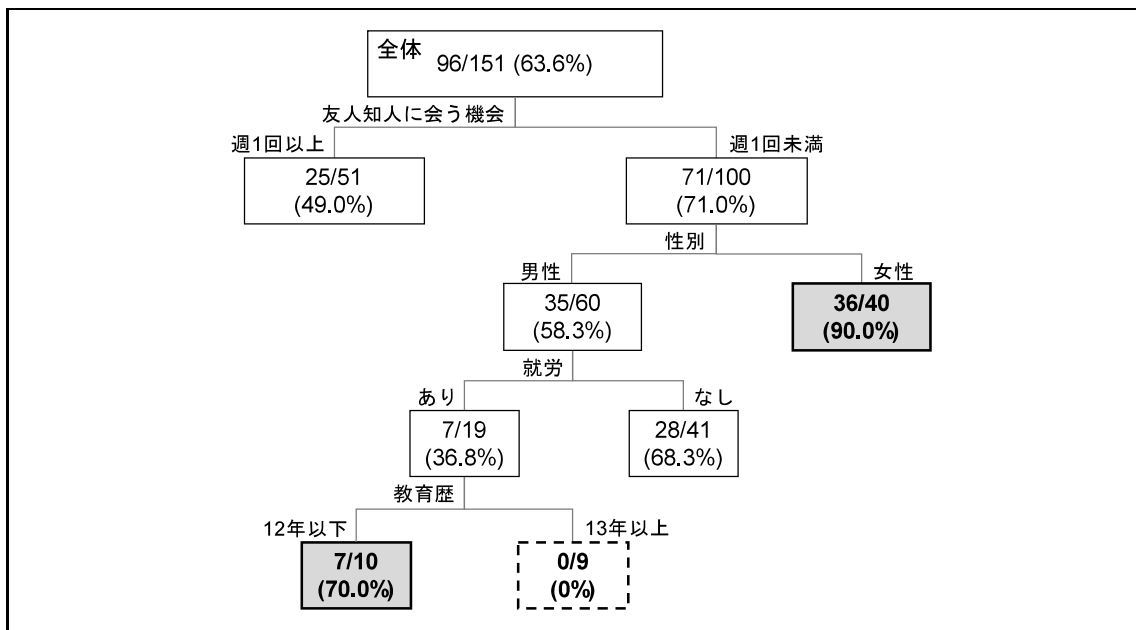 全体
96/151 (63.6%)
友人知人に会う機会
週1回以上
週1回未満
25/51
(49.0%)
71/100
(71.0%)
性別
男性
女性
35/60
(58.3%)
36/40
(90.0%)
就労
あり
なし
7/19
(36.8%)
28/41
(68.3%)
教育歴
12年以下
13年以上
7/10
(70.0%)
0/9
(0%)